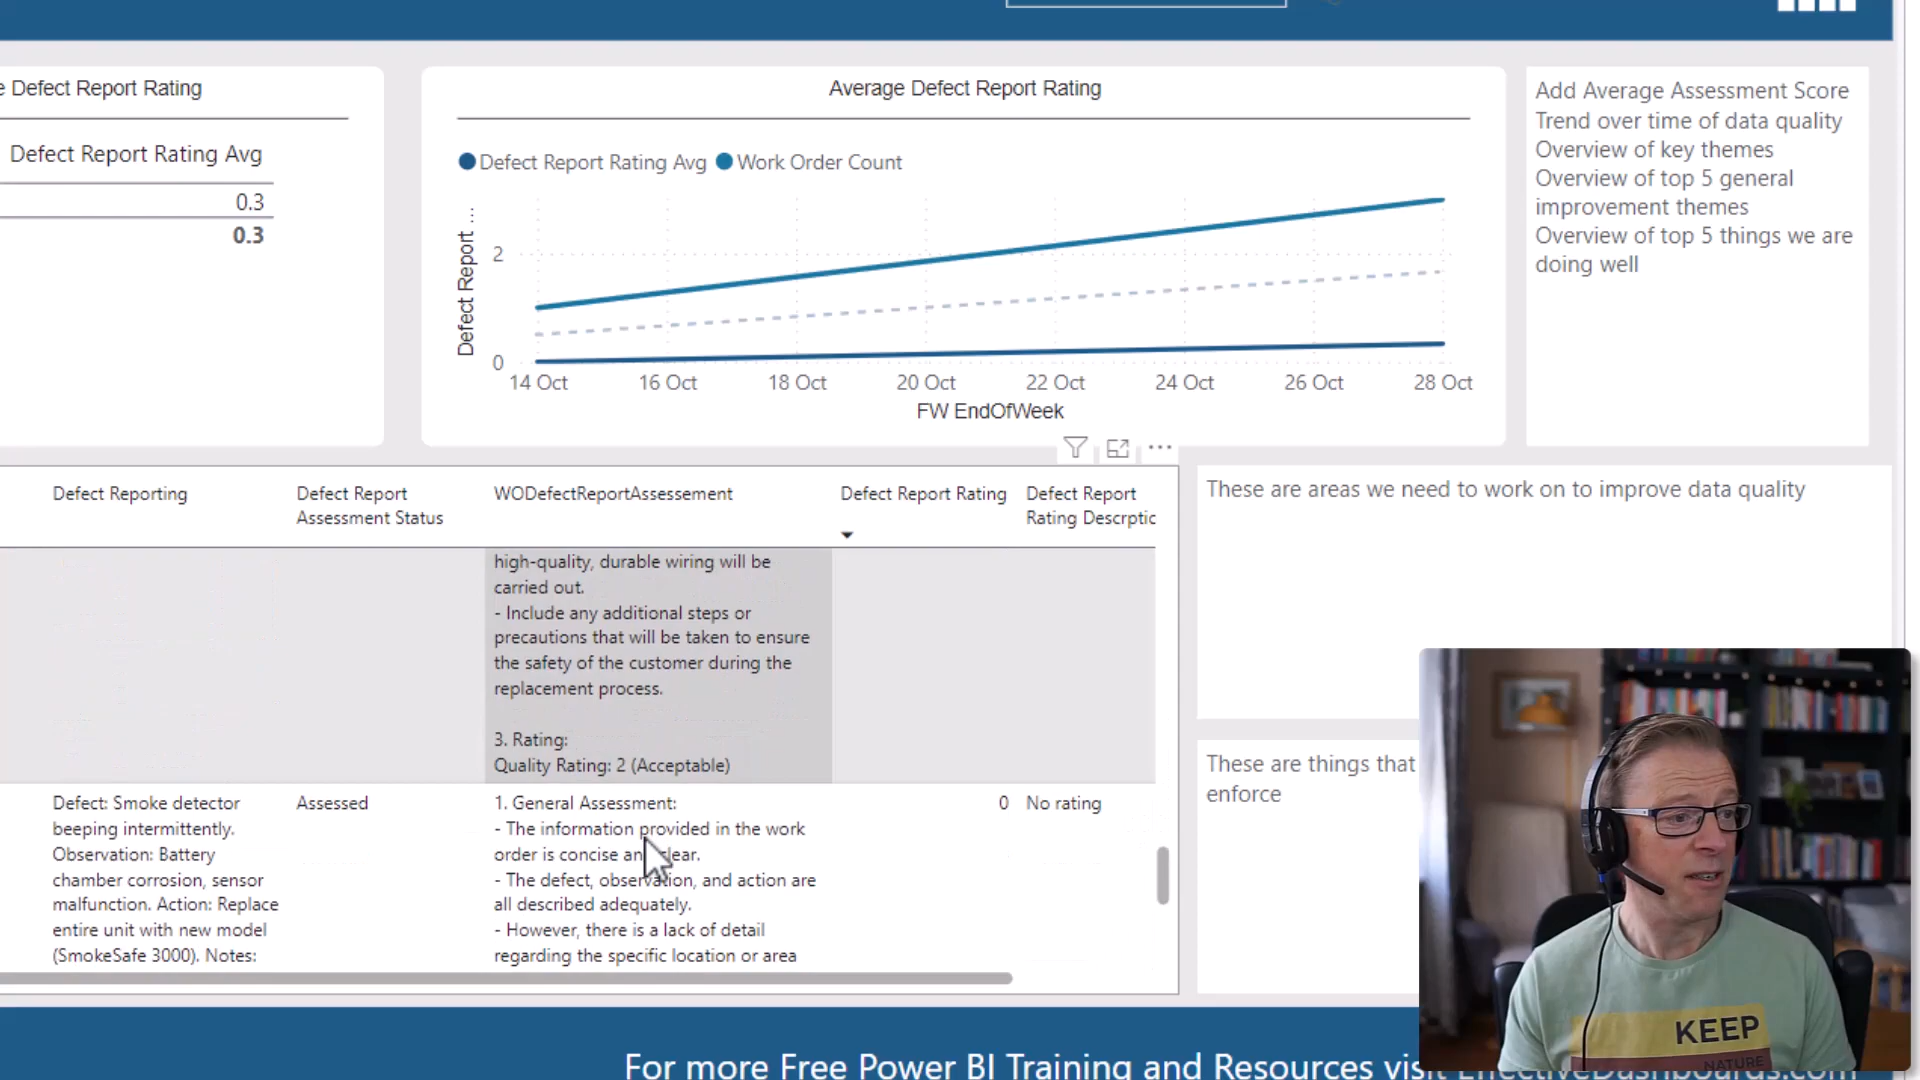 e Defect Report Rating
Defect Report Rating Avg
0.3
0.3
Average Defect Report Rating
Defect Report Rating Avg Work Order Count
Defect Report ...
2
0
14 Oct 16 Oct 18 Oct 20 Oct 22 Oct 24 Oct 26 Oct 28 Oct
FW EndOfWeek
Add Average Assessment Score
Trend over time of data quality
Overview of key themes
Overview of top 5 general
improvement themes
Overview of top 5 things we are
doing well
Defect Reporting
Defect Report
Assessment Status
WODefectReportAssessement
Defect Report Rating
Defect Report
Rating Descrptic
high-quality, durable wiring will be
carried out.
- Include any additional steps or
precautions that will be taken to ensure
the safety of the customer during the
replacement process.
3. Rating:
Quality Rating: 2 (Acceptable)
Defect: Smoke detector
beeping intermittently.
Observation: Battery
chamber corrosion, sensor
malfunction. Action: Replace
entire unit with new model
(SmokeSafe 3000). Notes:
Assessed
1. General Assessment:
- The information provided in the work
order is concise and clear.
- The defect, observation, and action are
all described adequately.
- However, there is a lack of detail
regarding the specific location or area
0 No rating
These are areas we need to work on to improve data quality
These are things that
enforce
KEEP
NATURE
For more Free Power BI Training and Resources visit EffectiveDashboards.com